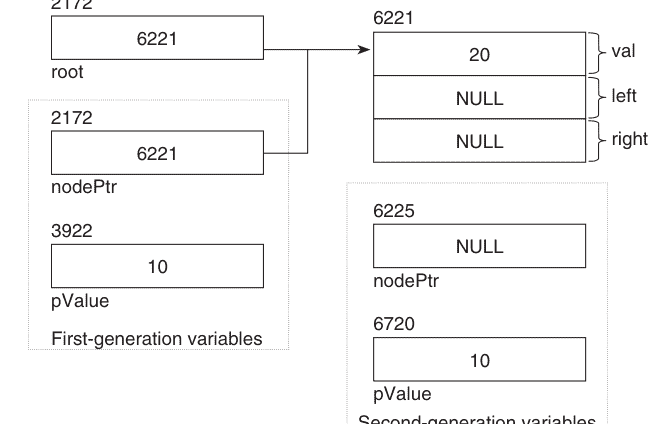 2172
6221
root
2172
6221
nodePtr
3922
10
pValue
First-generation variables
6221
20
val
NULL
left
NULL
right
6225
NULL
nodePtr
6720
10
pValue
Second-generation variables